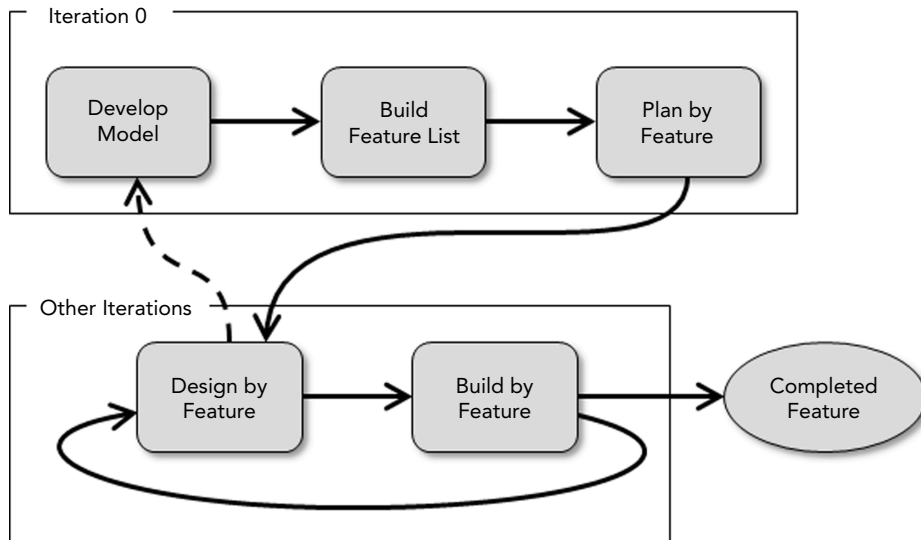 Iteration 0
Develop
Model
Build
Feature List
Plan by
Feature
Other Iterations
Design by
Feature
Build by
Feature
Completed
Feature